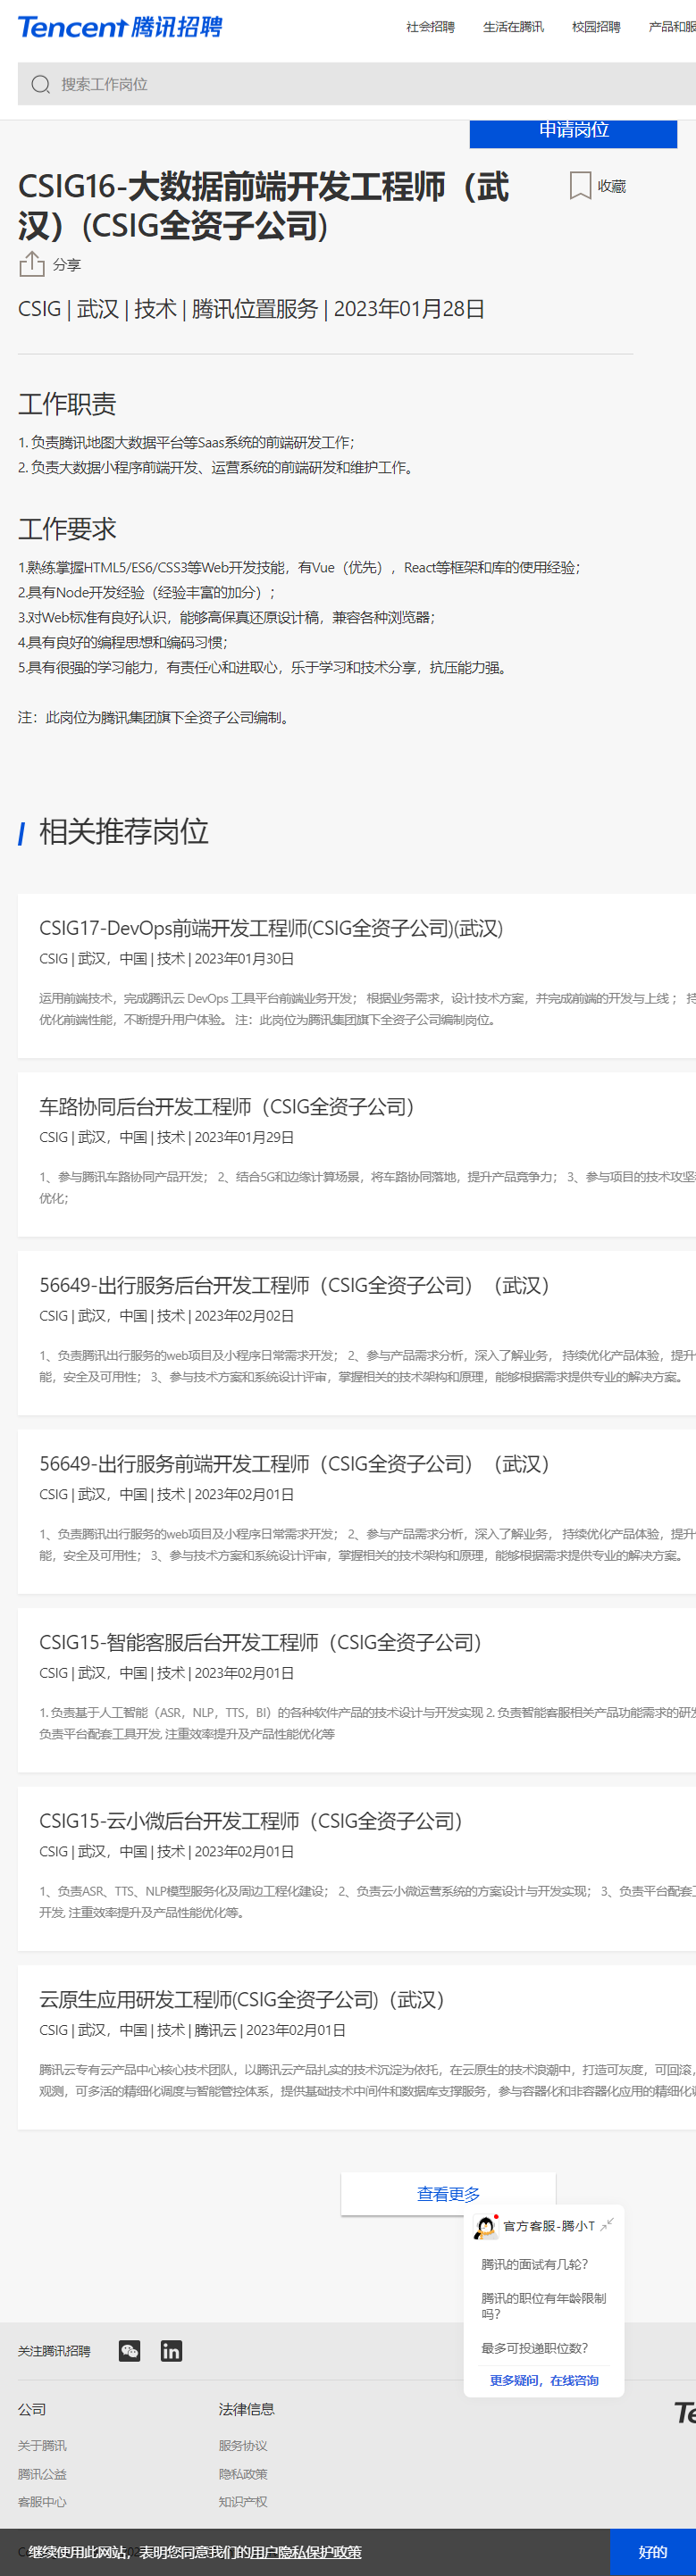 Tencent 腾讯招聘
社会招聘 生活在腾讯 校园招聘 产品和服
搜索工作岗位
申请岗位
CSIG16-大数据前端开发工程师（武
汉）(CSIG全资子公司)
收藏
分享
CSIG | 武汉 | 技术 | 腾讯位置服务 | 2023年01月28日
工作职责
1. 负责腾讯地图大数据平台等Saas系统的前端研发工作；
2. 负责大数据小程序前端开发、运营系统的前端研发和维护工作。
工作要求
1.熟练掌握HTML5/ES6/CSS3等Web开发技能，有Vue（优先），React等框架和库的使用经验；
2.具有Node开发经验（经验丰富的加分）；
3.对Web标准有良好认识，能够高保真还原设计稿，兼容各种浏览器；
4.具有良好的编程思想和编码习惯；
5.具有很强的学习能力，有责任心和进取心，乐于学习和技术分享，抗压能力强。
注：此岗位为腾讯集团旗下全资子公司编制。
相关推荐岗位
CSIG17-DevOps前端开发工程师(CSIG全资子公司)(武汉)
CSIG | 武汉，中国 | 技术 | 2023年01月30日
运用前端技术，完成腾讯云 DevOps 工具平台前端业务开发； 根据业务需求，设计技术方案，并完成前端的开发与上线 ； 持
优化前端性能，不断提升用户体验。 注：此岗位为腾讯集团旗下全资子公司编制岗位。
车路协同后台开发工程师（CSIG全资子公司）
CSIG | 武汉，中国 | 技术 | 2023年01月29日
1、参与腾讯车路协同产品开发； 2、结合5G和边缘计算场景，将车路协同落地，提升产品竞争力； 3、参与项目的技术攻坚
优化；
56649-出行服务后台开发工程师（CSIG全资子公司）（武汉）
CSIG | 武汉，中国 | 技术 | 2023年02月02日
1、负责腾讯出行服务的web项目及小程序日常需求开发； 2、参与产品需求分析，深入了解业务， 持续优化产品体验，提升
能，安全及可用性； 3、参与技术方案和系统设计评审，掌握相关的技术架构和原理，能够根据需求提供专业的解决方案。
56649-出行服务前端开发工程师（CSIG全资子公司）（武汉）
CSIG | 武汉，中国 | 技术 | 2023年02月01日
1、负责腾讯出行服务的web项目及小程序日常需求开发； 2、参与产品需求分析，深入了解业务， 持续优化产品体验，提升
能，安全及可用性； 3、参与技术方案和系统设计评审，掌握相关的技术架构和原理，能够根据需求提供专业的解决方案。
CSIG15-智能客服后台开发工程师（CSIG全资子公司）
CSIG | 武汉，中国 | 技术 | 2023年02月01日
1. 负责基于人工智能（ASR，NLP，TTS，BI）的各种软件产品的技术设计与开发实现 2. 负责智能客服相关产品功能需求的研发
负责平台配套工具开发, 注重效率提升及产品性能优化等
CSIG15-云小微后台开发工程师（CSIG全资子公司）
CSIG | 武汉，中国 | 技术 | 2023年02月01日
1、负责ASR、TTS、NLP模型服务化及周边工程化建设； 2、负责云小微运营系统的方案设计与开发实现； 3、负责平台配套工
开发, 注重效率提升及产品性能优化等。
云原生应用研发工程师(CSIG全资子公司)（武汉）
CSIG | 武汉，中国 | 技术 | 腾讯云 | 2023年02月01日
腾讯云专有云产品中心核心技术团队，以腾讯云产品扎实的技术沉淀为依托，在云原生的技术浪潮中，打造可灰度，可回滚，
观测，可多活的精细化调度与智能管控体系，提供基础技术中间件和数据库支撑服务，参与容器化和非容器化应用的精细化调
查看更多
官方客服-腾小T
腾讯的面试有几轮？
腾讯的职位有年龄限制
吗？
最多可投递职位数？
更多疑问，在线咨询
关注腾讯招聘
公司 法律信息
关于腾讯 服务协议
腾讯公益 隐私政策
客服中心 知识产权
继续使用此网站，表明您同意我们的用户隐私保护政策
好的